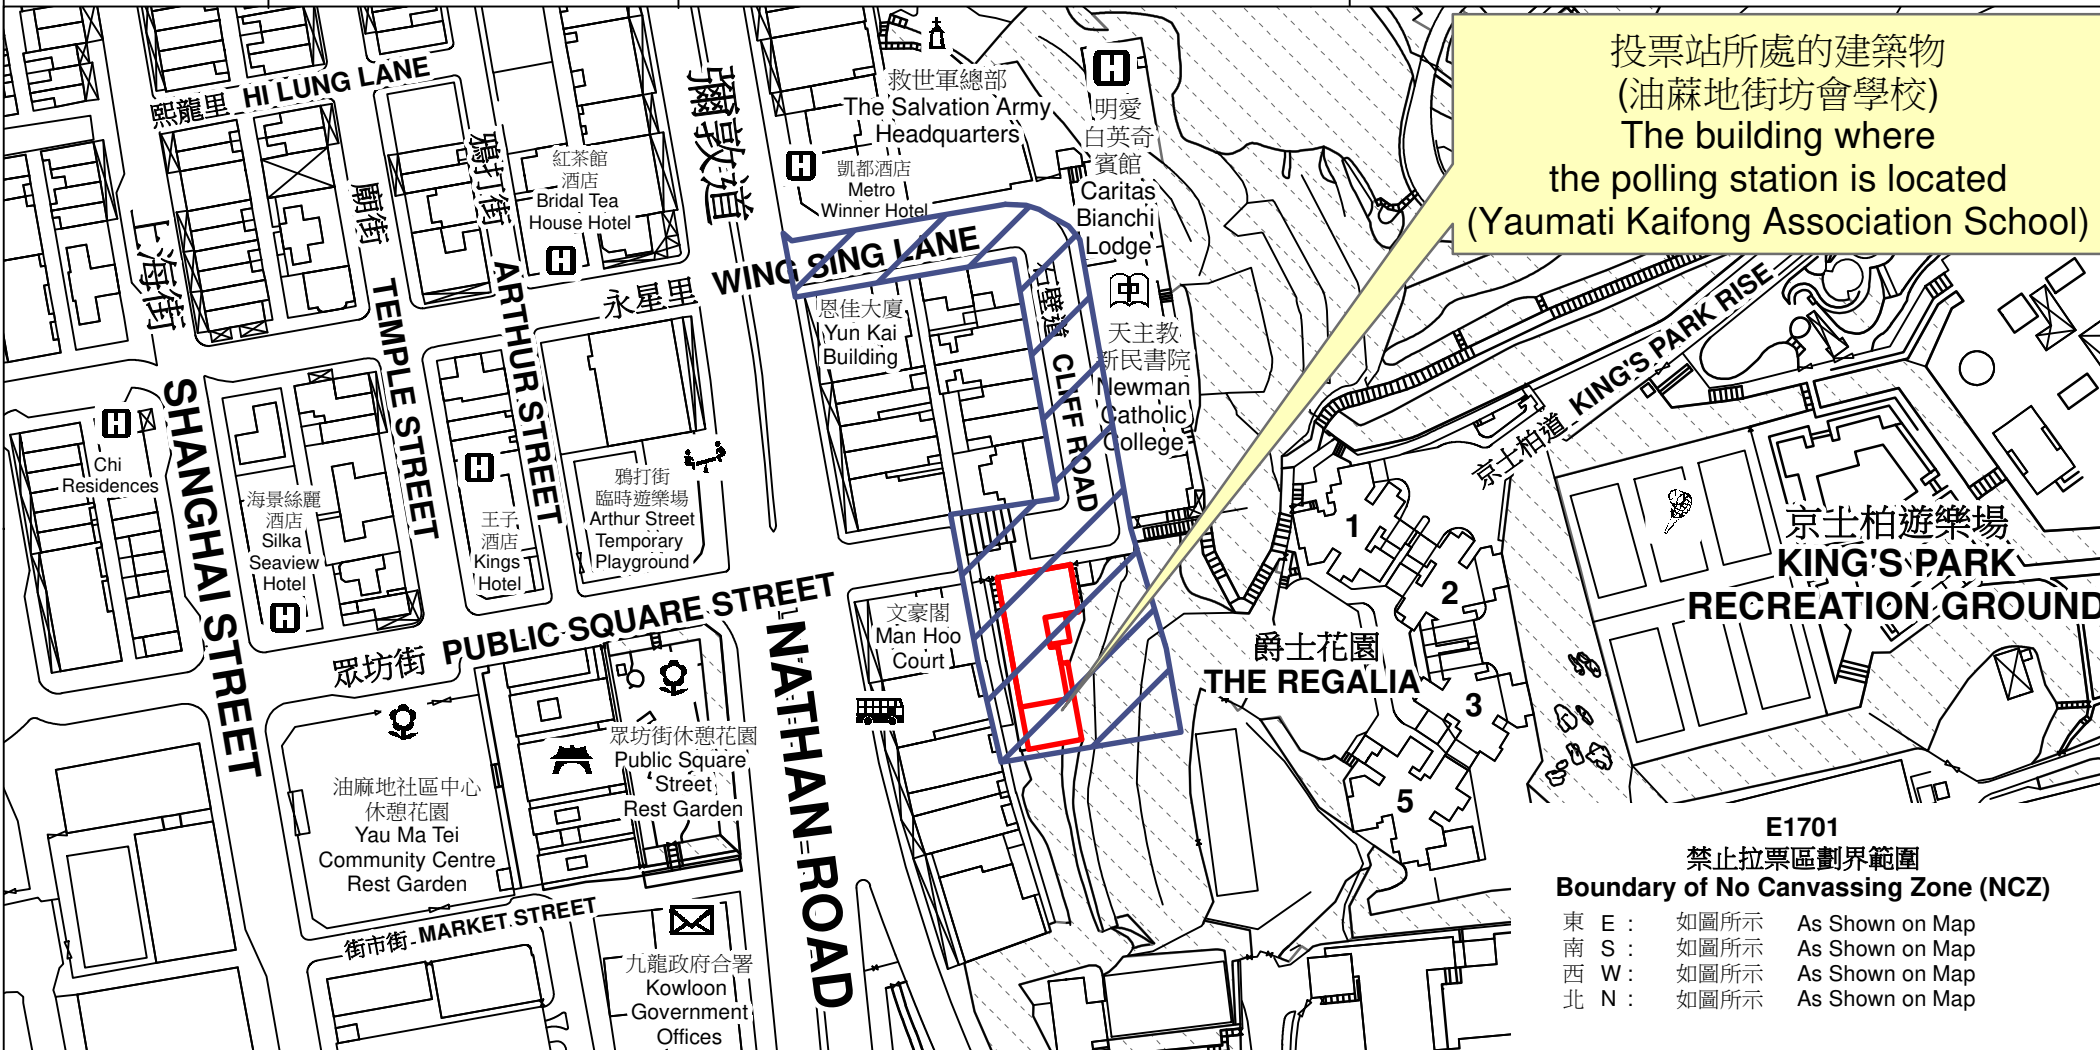 投票站所處的建築物
(油蔴地街坊會學校)
The building where
the polling station is located
(Yaumati Kaifong Association School)
熙龍里 HI LUNG LANE
彌敦道
救世軍總部
The Salvation Army
Headquarters
明愛
白英奇
賓館
Caritas
Bianchi
Lodge
凱都酒店
Metro
Winner Hotel
紅茶館
酒店
Bridal Tea
House Hotel
鴉打街
ARTHUR STREET
廟街
TEMPLE STREET
上海街
SHANGHAI STREET
永星里 WING SING LANE
恩佳大廈
Yun Kai
Building
石壁道 CLIFF ROAD
天主教
新民書院
Newman
Catholic
College
京士柏道 KING'S PARK RISE
Chi
Residences
海景絲麗
酒店
Silka
Seaview
Hotel
王子
酒店
Kings
Hotel
鴉打街
臨時遊樂場
Arthur Street
Temporary
Playground
京士柏遊樂場
KING'S PARK
RECREATION GROUND
1
2
3
5
爵士花園
THE REGALIA
眾坊街 PUBLIC SQUARE STREET
文豪閣
Man Hoo
Court
NATHAN ROAD
眾坊街休憩花園
Public Square
Street
Rest Garden
油麻地社區中心
休憩花園
Yau Ma Tei
Community Centre
Rest Garden
街市街 MARKET STREET
九龍政府合署
Kowloon
Government
Offices
E1701
禁止拉票區劃界範圍
Boundary of No Canvassing Zone (NCZ)
東 E : 如圖所示 As Shown on Map
南 S : 如圖所示 As Shown on Map
西 W : 如圖所示 As Shown on Map
北 N : 如圖所示 As Shown on Map